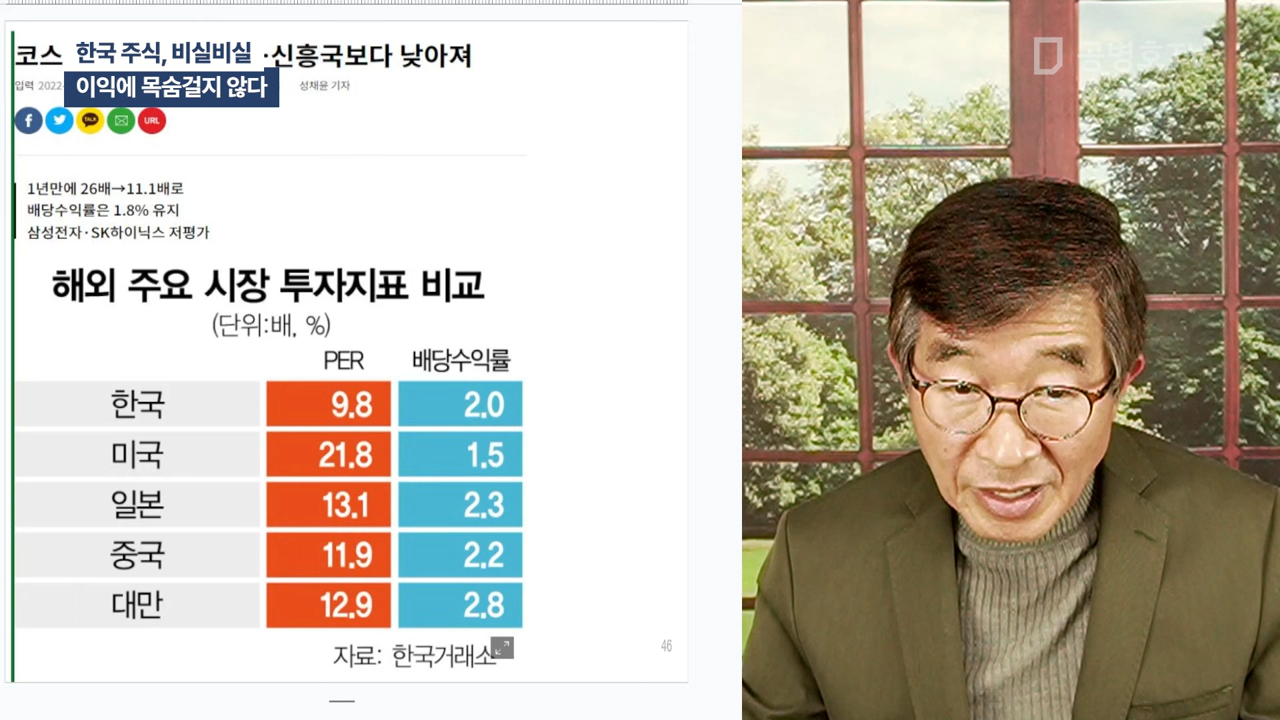 코스
한국 주식, 비실비실
·신흥국보다 낮아져
이익에 목숨걸지 않다
입력 2022-
성채윤 기자
f
TALK
URL
1년만에 26배→11.1배로
배당수익률은 1.8% 유지
삼성전자·SK하이닉스 저평가
해외 주요 시장 투자지표 비교
(단위:배, %)
PER 배당수익률
한국 9.8 2.0
미국 21.8 1.5
일본 13.1 2.3
중국 11.9 2.2
대만 12.9 2.8
자료: 한국거래소
46
공병호